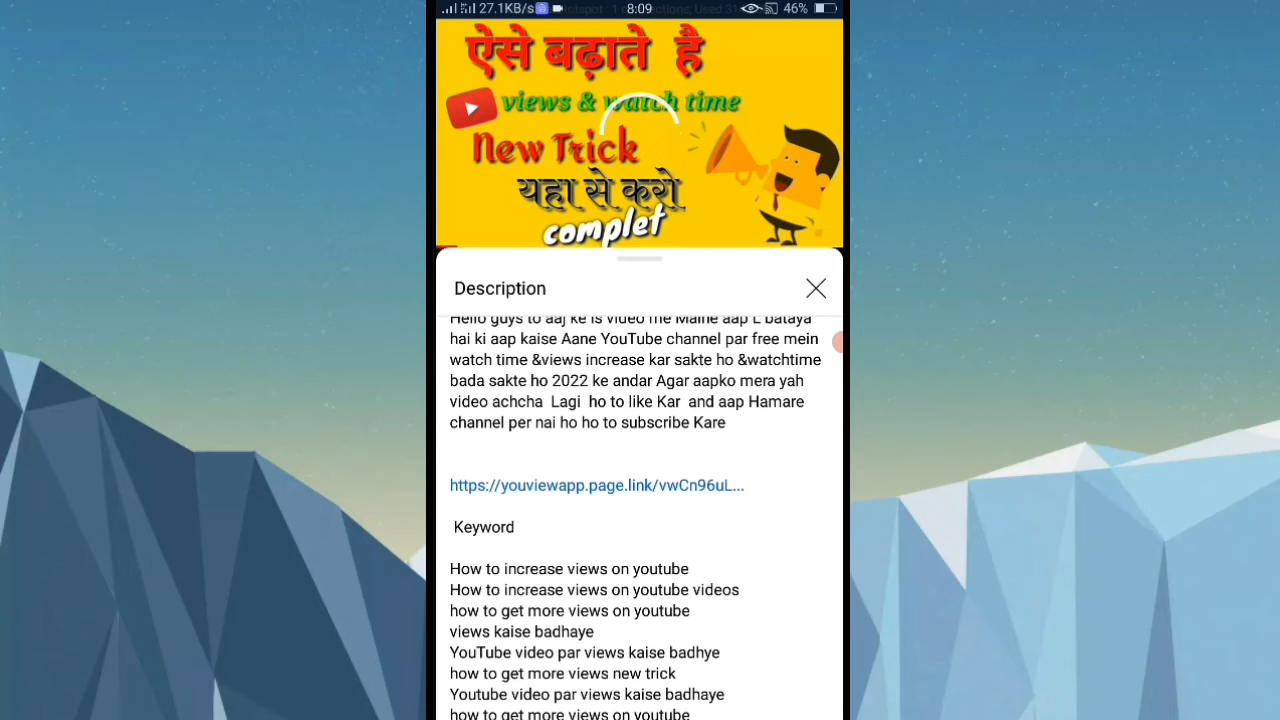 27.1KB/s 8:09 46%
ऐसे बढ़ाते है
views & watch time
New Trick
यहा से करो
complet
Description
Hello guys to aaj ke is video me Maine aap L bataya
hai ki aap kaise Aane YouTube channel par free mein
watch time &views increase kar sakte ho &watchtime
bada sakte ho 2022 ke andar Agar aapko mera yah
video achcha Lagi ho to like Kar and aap Hamare
channel per nai ho ho to subscribe Kare
https://youviewapp.page.link/vwCn96uL...
Keyword
How to increase views on youtube
How to increase views on youtube videos
how to get more views on youtube
views kaise badhaye
YouTube video par views kaise badhye
how to get more views new trick
Youtube video par views kaise badhaye
how to get more views on youtube